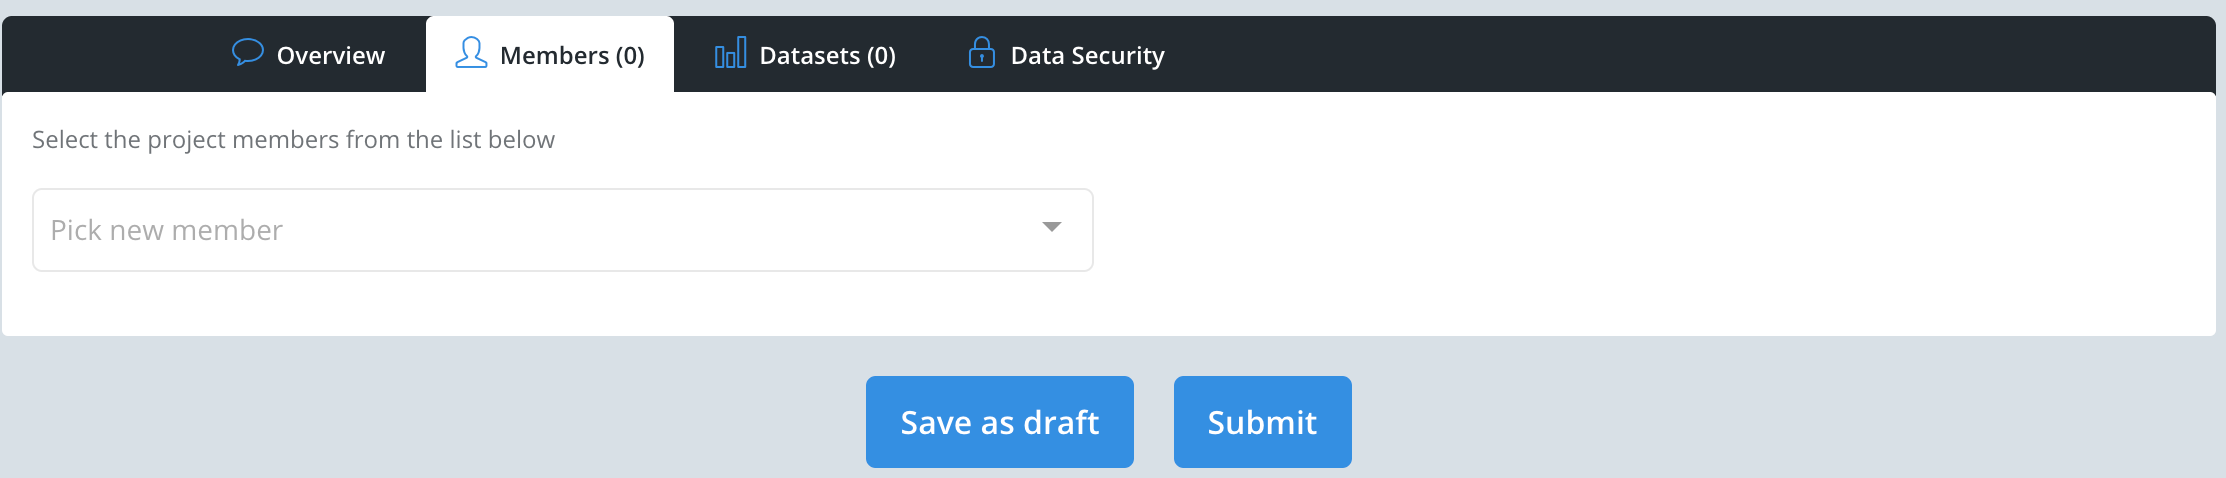 Overview Members (0) Datasets (0) Data Security
Select the project members from the list below
Pick new member
Save as draft Submit